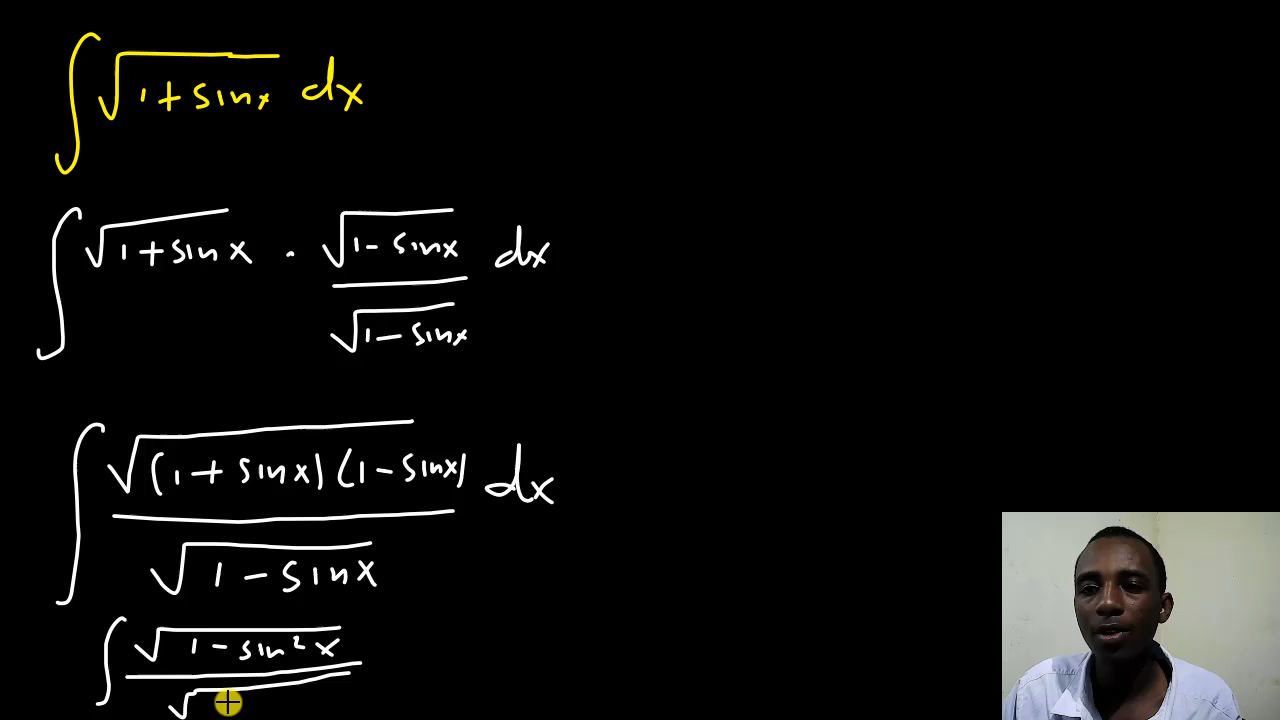 ∫ √(1+sinx) dx
∫ √(1+sinx) · √(1-sinx) / √(1-sinx) dx
∫ √((1+sinx)(1-sinx)) / √(1-sinx) dx
∫ √(1-sin²x) / √